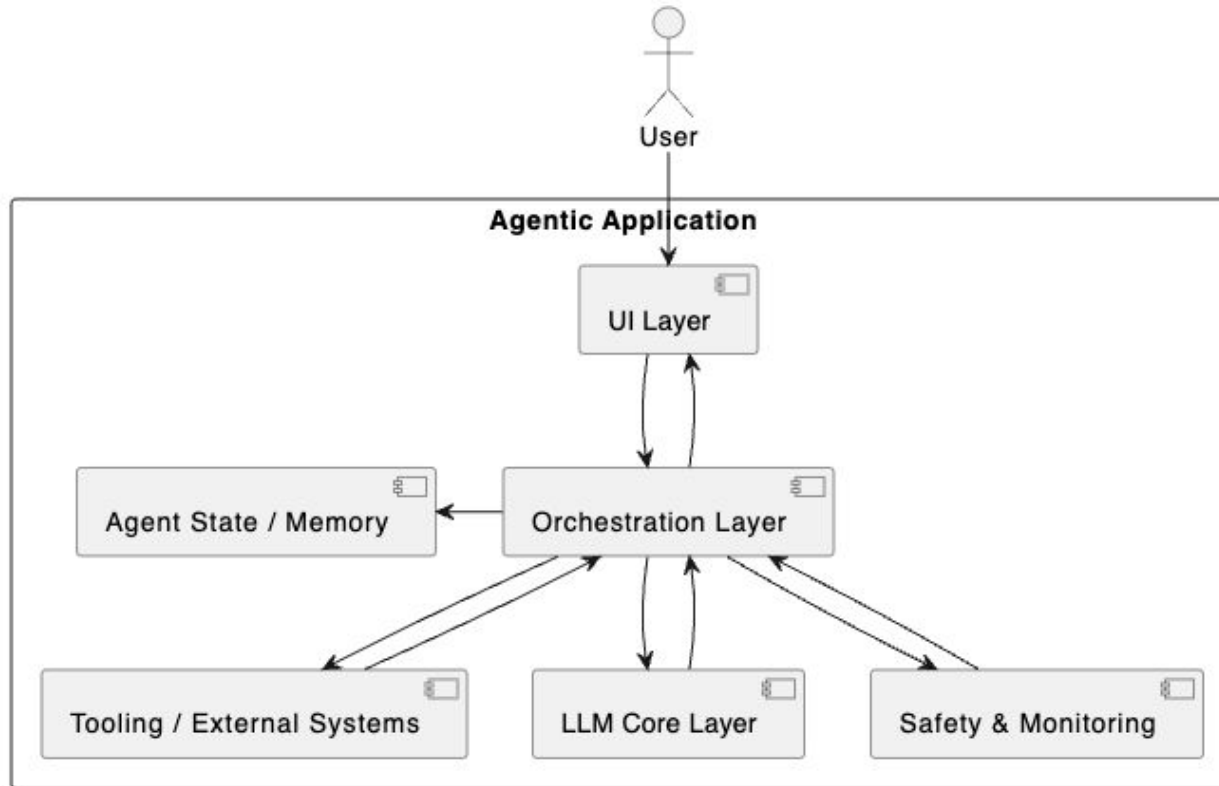 User
Agentic Application
UI Layer
Agent State / Memory
Orchestration Layer
Tooling / External Systems
LLM Core Layer
Safety & Monitoring